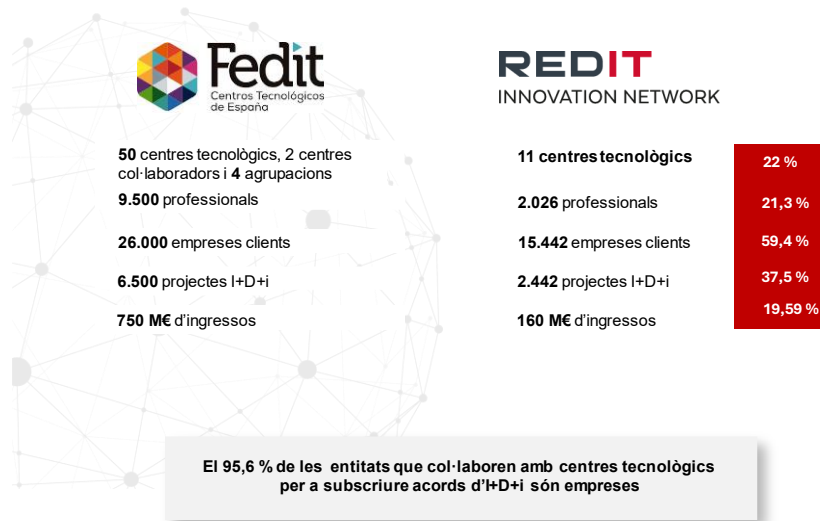 Fedit
Centros Tecnológicos
de España
REDIT
INNOVATION NETWORK
50 centres tecnològics, 2 centres
col·laboradors i 4 agrupacions
9.500 professionals
26.000 empreses clients
6.500 projectes I+D+i
750 M€ d’ingressos
11 centres tecnològics
22 %
2.026 professionals
21,3 %
15.442 empreses clients
59,4 %
2.442 projectes I+D+i
37,5 %
160 M€ d’ingressos
19,59 %
El 95,6 % de les entitats que col·laboren amb centres tecnològics
per a subscriure acords d’I+D+i són empreses